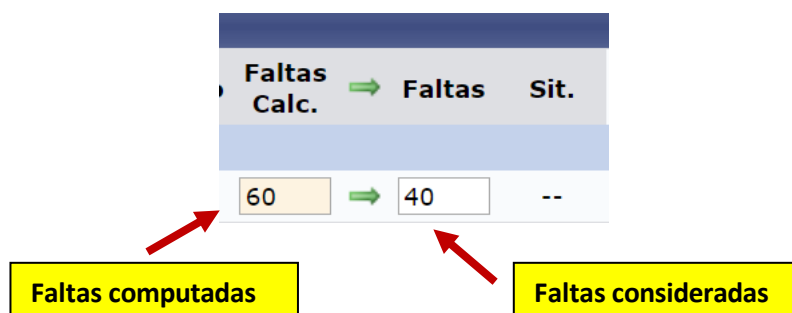 Faltas Calc.
Faltas
Sit.
60
40
--
Faltas computadas
Faltas consideradas